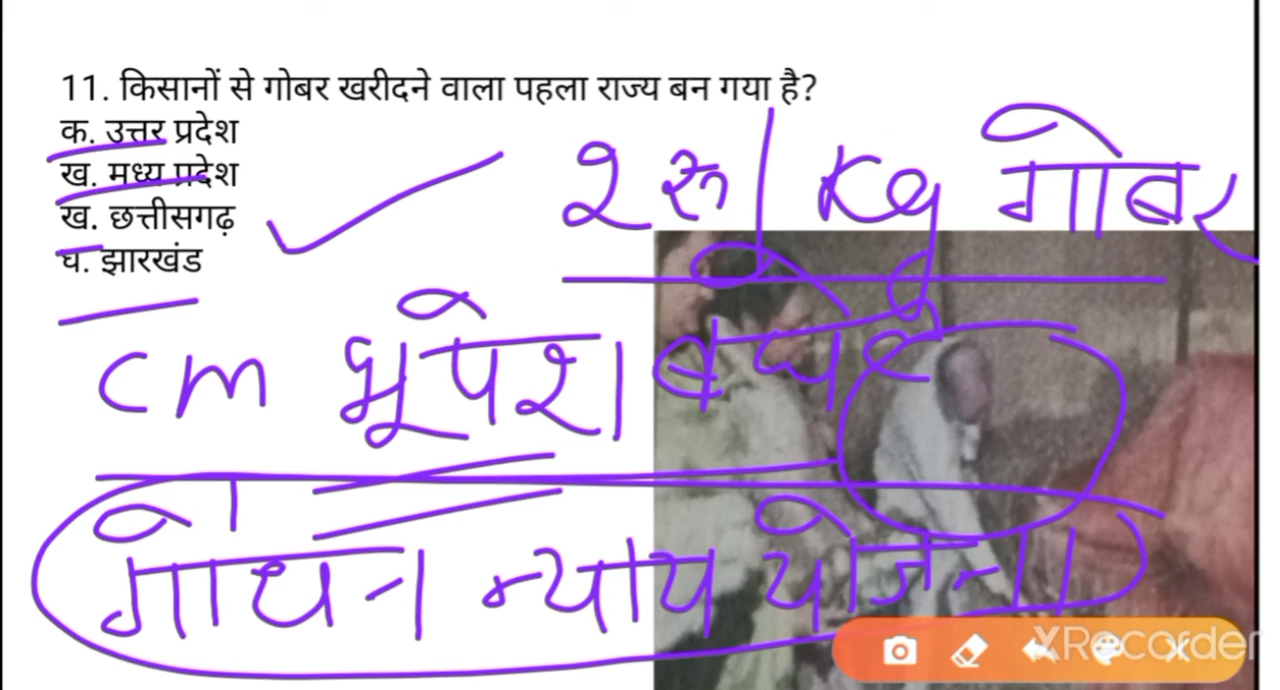 11. किसानों से गोबर खरीदने वाला पहला राज्य बन गया है?
क. उत्तर प्रदेश
ख. मध्य प्रदेश
ख. छत्तीसगढ़
घ. झारखंड
2 रू / Kg गोबर
cm भूपेश बघेल
गोधन न्याय योजना
XRecorder